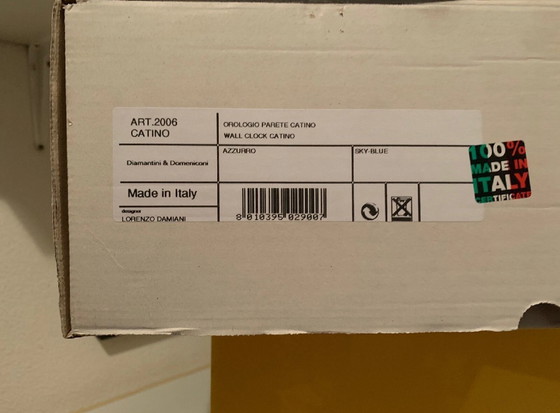 ART.2006
CATINO
OROLOGIO PARETE CATINO
WALL CLOCK CATINO
Diamantini & Domeniconi
AZZURRO
SKY-BLUE
Made in Italy
designer
LORENZO DAMIANI
8 010395 029007
100%
MADE IN
ITALY
CERTIFICATE